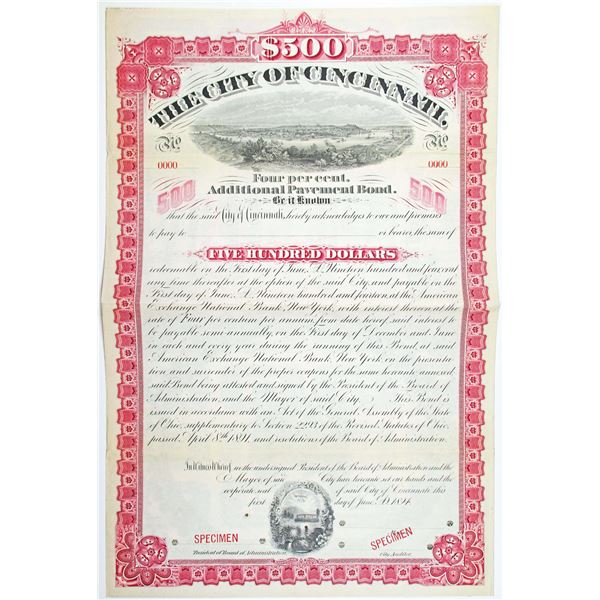 $500
THE CITY OF CINCINNATI.
No No
0000 0000
500 500
Four per cent.
Additional Pavement Bond.
Be it Known
that the said City of Cincinnati, hereby acknowledges to owe and promises
to pay to or bearer, the sum of
FIVE HUNDRED DOLLARS
redeemable on the First day of June, A. D. Nineteen hundred and four, or at
any time thereafter at the option of the said City, and payable on the
First day of June, A. D. Nineteen hundred and fourteen, at the American
Exchange National Bank, New York, with interest thereon at the
rate of Four per centum per annum, from date hereof, said interest to
be payable semi-annually, on the First day of December and June
in each and every year during the running of this Bond, at said
American Exchange National Bank, New York on the presenta-
tion and surrender of the proper coupons for the same hereunto annexed
said Bond being attested and signed by the President of the Board of
Administration, and the Mayor of said City. This Bond is
issued in accordance with an Act of the General Assembly of the State
of Ohio, supplementary to Section 2293 of the Revised Statutes of Ohio,
passed April 8th 1891, and resolutions of the Board of Administration.
In Witness Whereof, we the undersigned President of the Board of Administration and the
Mayor of said City have hereunto set our hands and the
corporate seal of said City of Cincinnati this
first day of June, A. D. 1894.
SPECIMEN SPECIMEN
President of Board of Administration City Auditor.